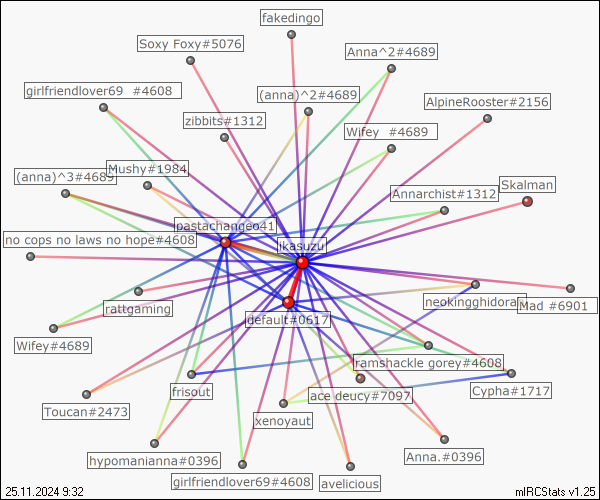 fakedingo
Soxy Foxy#5076
Anna^2#4689
girlfriendlover69 #4608
(anna)^2#4689
AlpineRooster#2156
zibbits#1312
Wifey #4689
(anna)^3#4689
Mushy#1984
Annarchist#1312
Skalman
pastachangeo41
no cops no laws no hope#4608
ikasuzu
rattgaming
neokingghidorah
Mad #6901
default#0617
Wifey#4689
ramshackle gorey#4608
frisout
ace deucy#7097
Cypha#1717
Toucan#2473
xenoyaut
hypomanianna#0396
Anna.#0396
girlfriendlover69#4608
avelicious
25.11.2024 9:32
mIRCStats v1.25